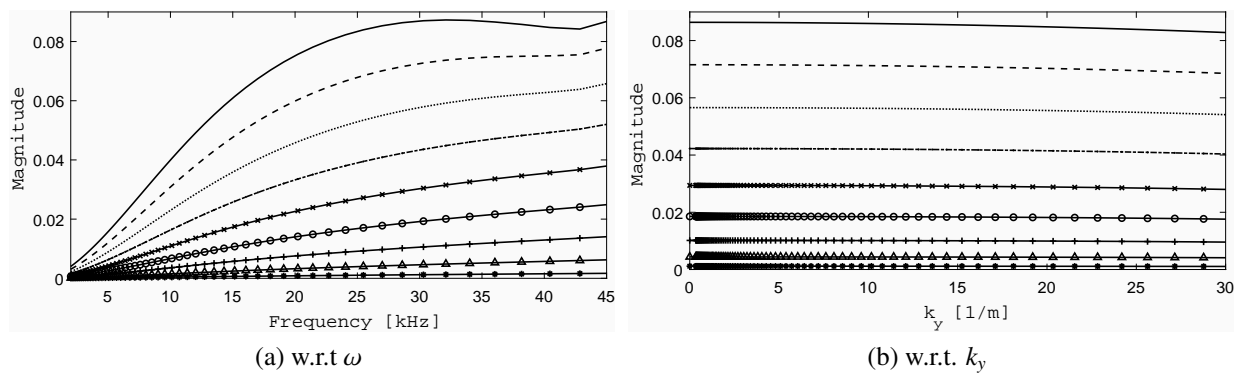 0.08
0.06
0.04
0.02
0
Magnitude
5 10 15 20 25 30 35 40 45
Frequency [kHz]
(a) w.r.t ω
0.08
0.06
0.04
0.02
0
Magnitude
0 5 10 15 20 25 30
k_y [1/m]
(b) w.r.t. k_y